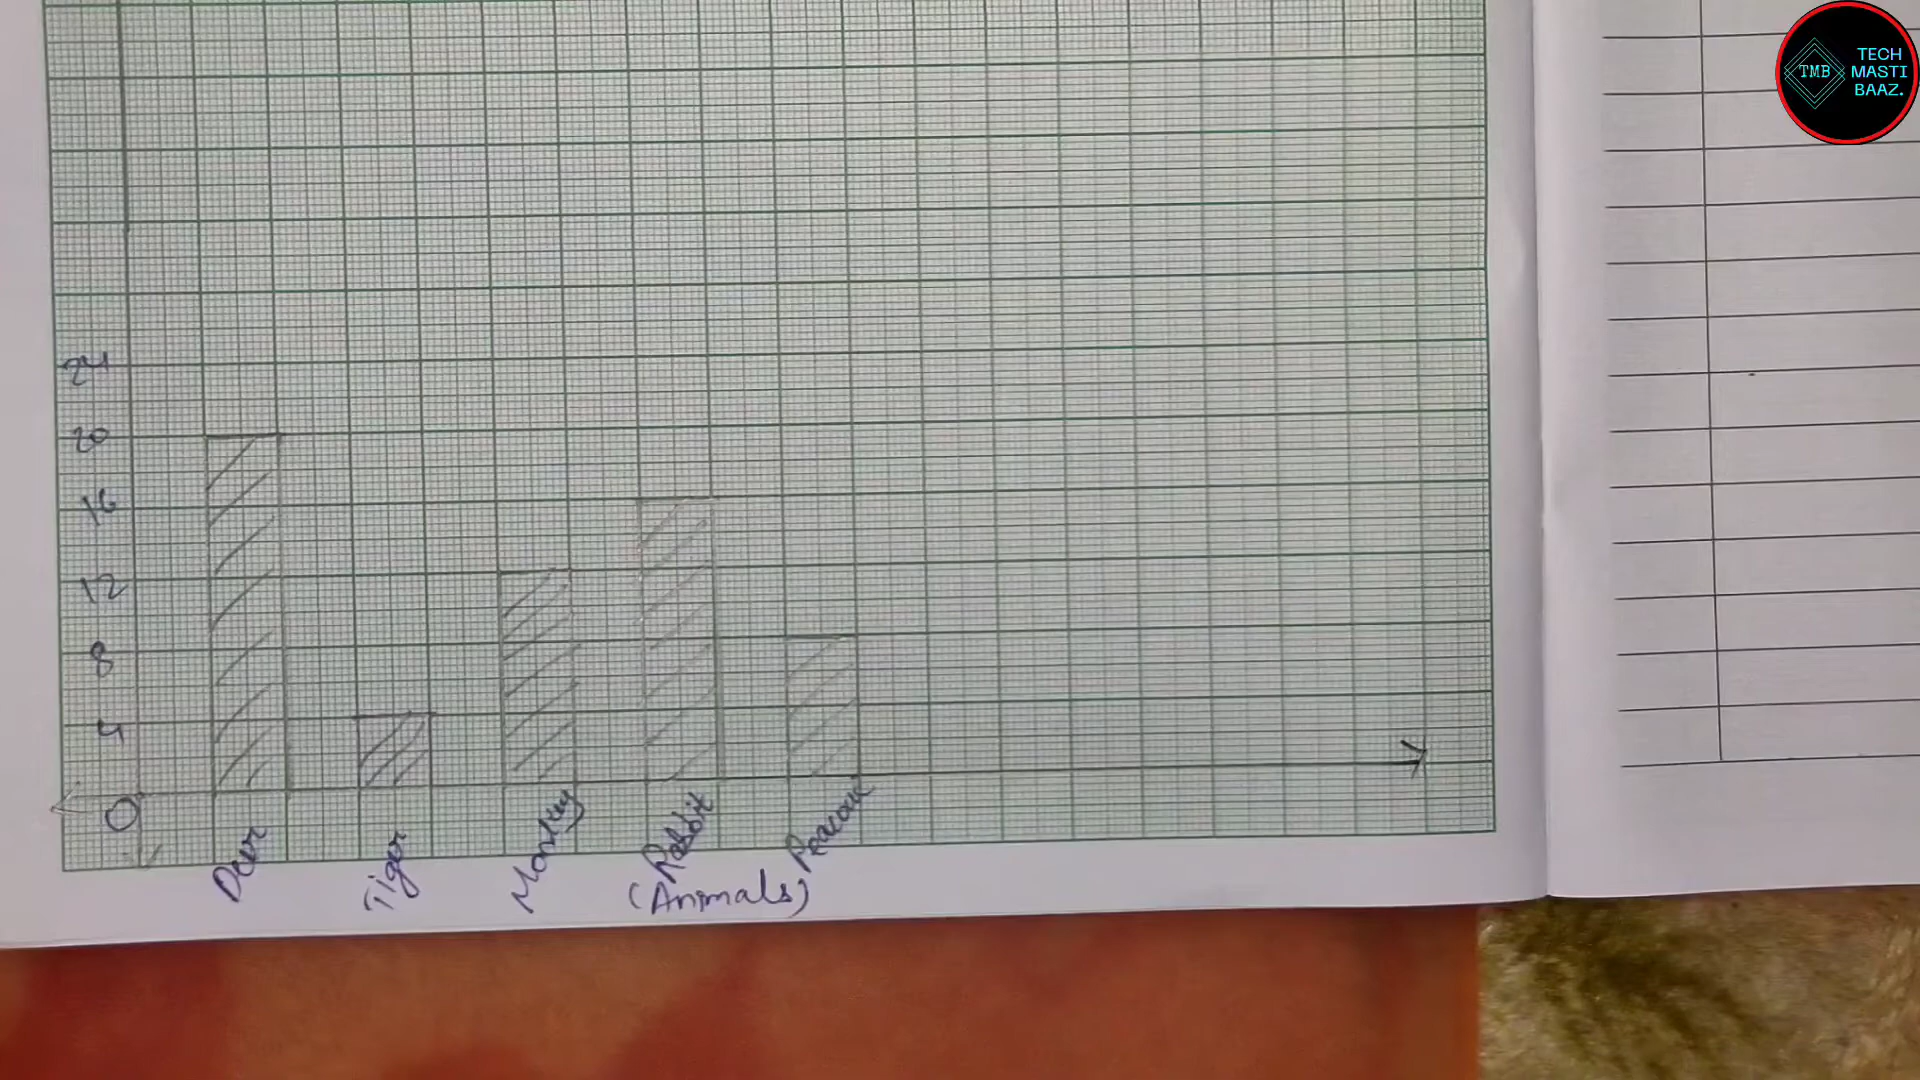 TMB
TECH
MASTI
BAAZ.
24
20
16
12
8
4
0
Deer
Tiger
Monkey
Rabbit
Peacock
(Animals)